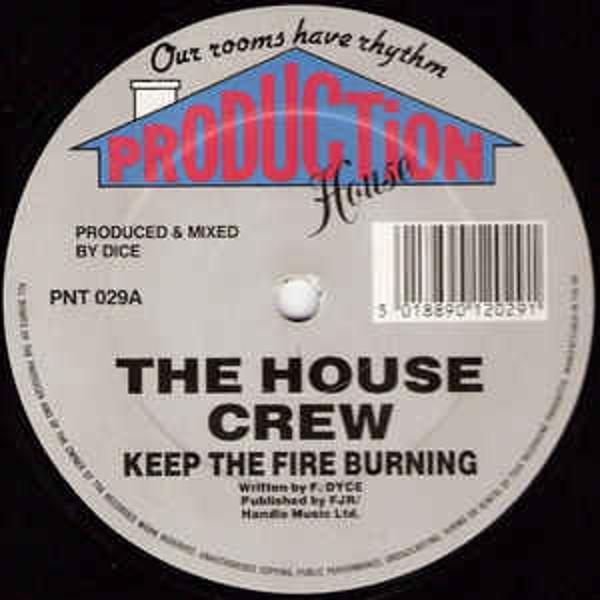 Our rooms have rhythm
PRODUCTiON
House
PRODUCED & MIXED
BY DICE
PNT 029A
5 018890 120291
THE HOUSE
CREW
KEEP THE FIRE BURNING
Written by F. DYCE
Published by FJR/
Handle Music Ltd.